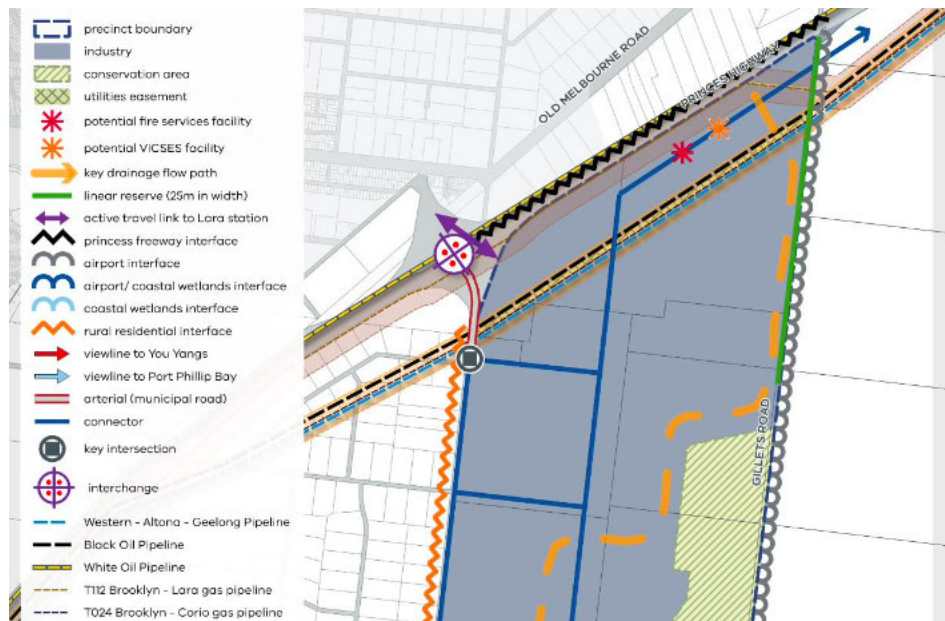 precinct boundary
industry
conservation area
utilities easement
potential fire services facility
potential VICSES facility
key drainage flow path
linear reserve (25m in width)
active travel link to Lara station
princess freeway interface
airport interface
airport/ coastal wetlands interface
coastal wetlands interface
rural residential interface
viewline to You Yangs
viewline to Port Phillip Bay
arterial (municipal road)
connector
key intersection
interchange
Western - Altona - Geelong Pipeline
Black Oil Pipeline
White Oil Pipeline
T112 Brooklyn - Lara gas pipeline
T024 Brooklyn - Corio gas pipeline
OLD MELBOURNE ROAD
PRINCES HIGHWAY
GILLETS ROAD